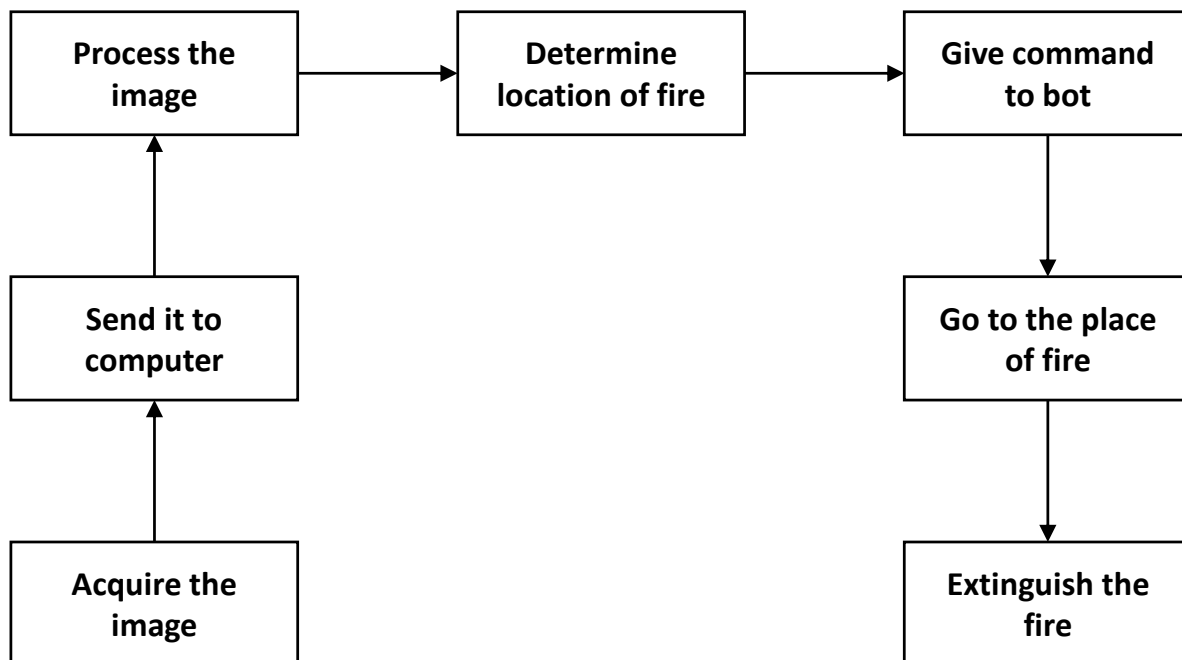 Process the
image
Determine
location of fire
Give command
to bot
Send it to
computer
Go to the place
of fire
Acquire the
image
Extinguish the
fire